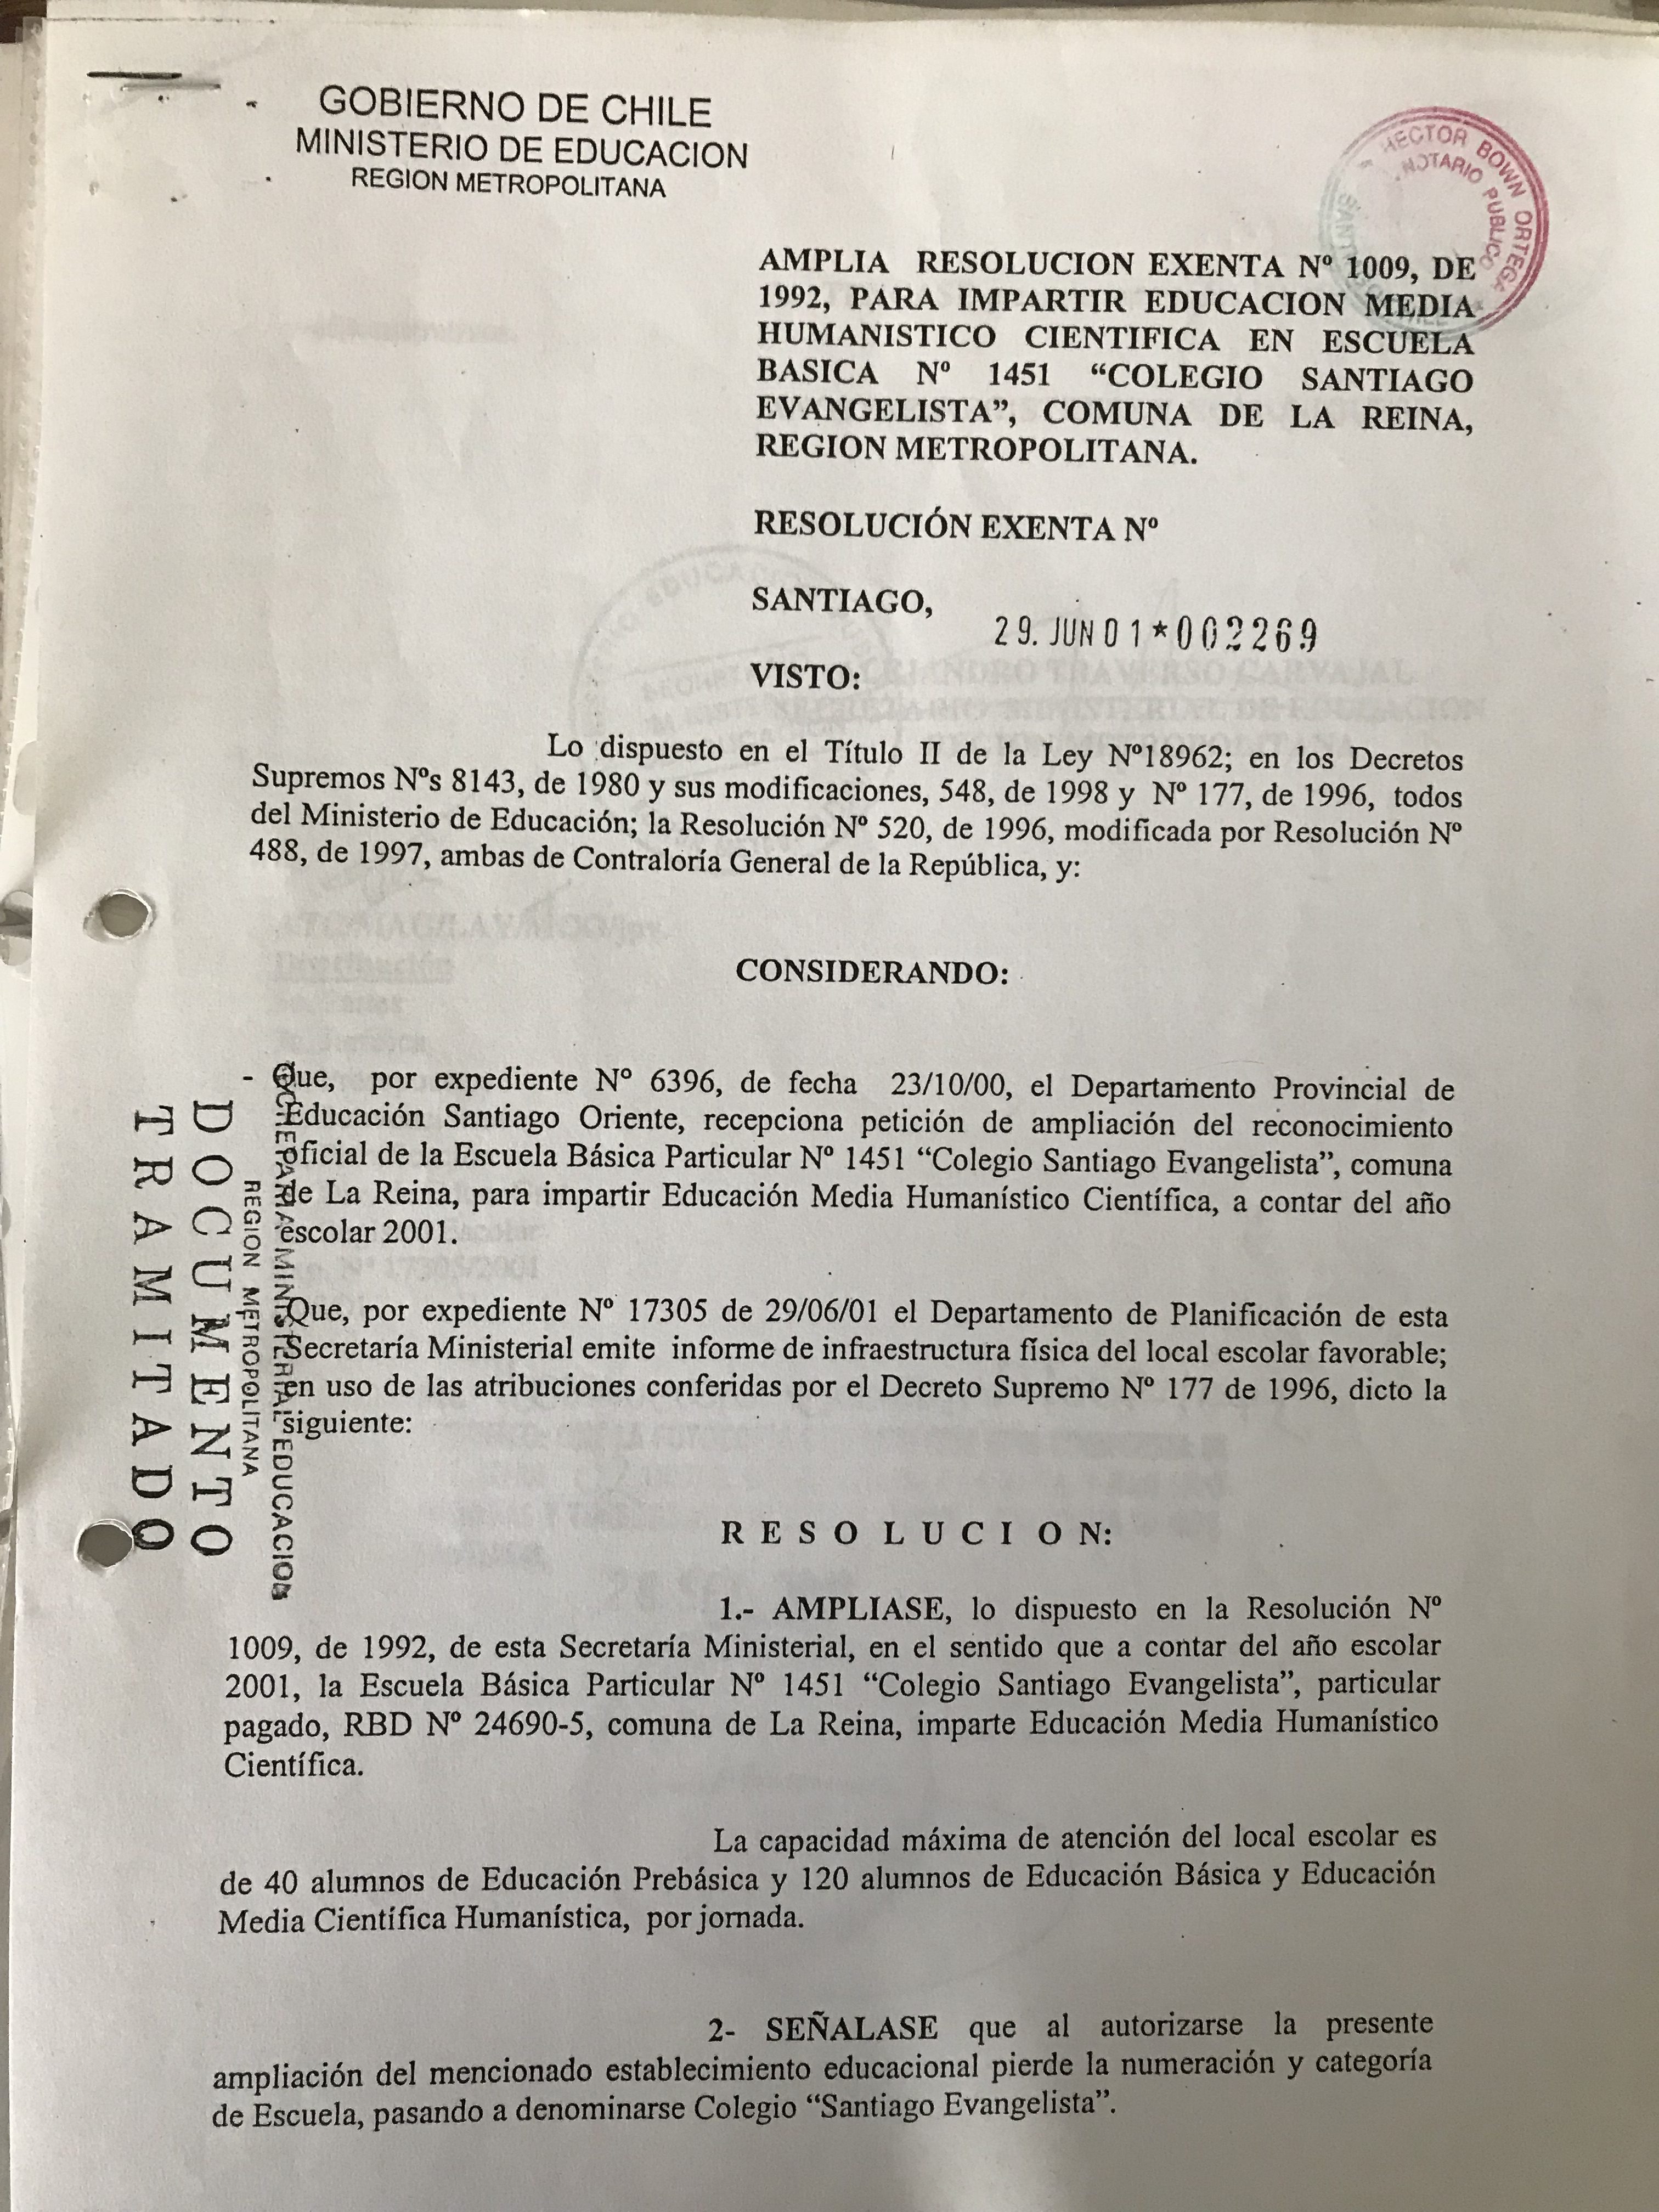 GOBIERNO DE CHILE
MINISTERIO DE EDUCACION
REGION METROPOLITANA
HECTOR BOWN ORTEGA
NOTARIO PUBLICO
AMPLIA RESOLUCION EXENTA Nº 1009, DE
1992, PARA IMPARTIR EDUCACION MEDIA
HUMANISTICO CIENTIFICA EN ESCUELA
BASICA Nº 1451 “COLEGIO SANTIAGO
EVANGELISTA”, COMUNA DE LA REINA,
REGION METROPOLITANA.
RESOLUCIÓN EXENTA Nº
SANTIAGO,
29. JUN 01*002269
VISTO:
Lo dispuesto en el Título II de la Ley Nº18962; en los Decretos
Supremos Nºs 8143, de 1980 y sus modificaciones, 548, de 1998 y Nº 177, de 1996, todos
del Ministerio de Educación; la Resolución Nº 520, de 1996, modificada por Resolución Nº
488, de 1997, ambas de Contraloría General de la República, y:
CONSIDERANDO:
- Que, por expediente Nº 6396, de fecha 23/10/00, el Departamento Provincial de
Educación Santiago Oriente, recepciona petición de ampliación del reconocimiento
oficial de la Escuela Básica Particular Nº 1451 “Colegio Santiago Evangelista”, comuna
de La Reina, para impartir Educación Media Humanístico Científica, a contar del año
escolar 2001.
Que, por expediente Nº 17305 de 29/06/01 el Departamento de Planificación de esta
Secretaría Ministerial emite informe de infraestructura física del local escolar favorable;
en uso de las atribuciones conferidas por el Decreto Supremo Nº 177 de 1996, dicto la
siguiente:
MINISTERIAL EDUCACION
REGION METROPOLITANA
DOCUMENTO
TRAMITADO
R E S O L U C I O N:
1.- AMPLIASE, lo dispuesto en la Resolución Nº
1009, de 1992, de esta Secretaría Ministerial, en el sentido que a contar del año escolar
2001, la Escuela Básica Particular Nº 1451 “Colegio Santiago Evangelista”, particular
pagado, RBD Nº 24690-5, comuna de La Reina, imparte Educación Media Humanístico
Científica.
La capacidad máxima de atención del local escolar es
de 40 alumnos de Educación Prebásica y 120 alumnos de Educación Básica y Educación
Media Científica Humanística, por jornada.
2- SEÑALASE que al autorizarse la presente
ampliación del mencionado establecimiento educacional pierde la numeración y categoría
de Escuela, pasando a denominarse Colegio “Santiago Evangelista”.